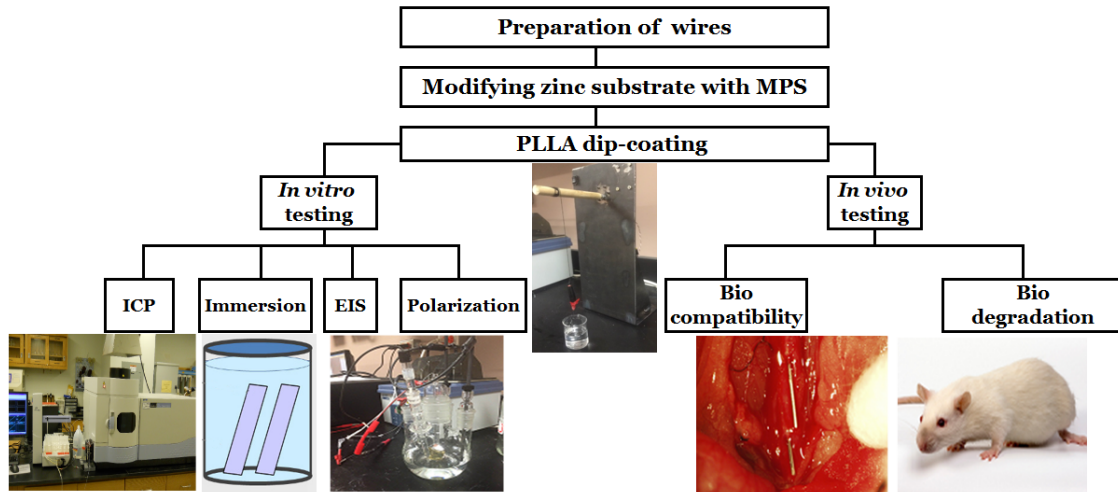 Preparation of wires
Modifying zinc substrate with MPS
PLLA dip-coating
In vitro
testing
In vivo
testing
ICP
Immersion
EIS
Polarization
Bio
compatibility
Bio
degradation